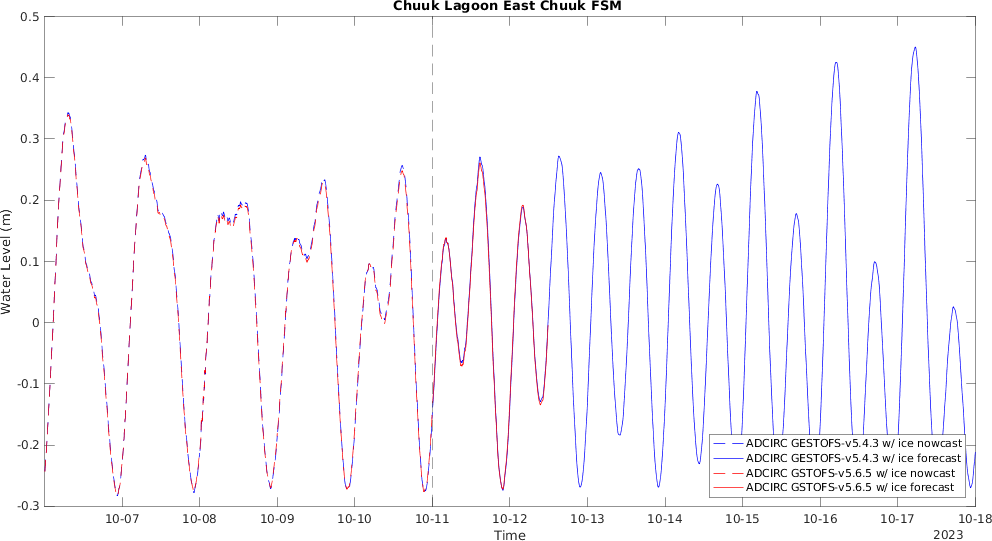 Chuuk Lagoon East Chuuk FSM
0.5
0.4
0.3
0.2
0.1
0
-0.1
-0.2
-0.3
Water Level (m)
ADCIRC GESTOFS-v5.4.3 w/ ice nowcast
ADCIRC GESTOFS-v5.4.3 w/ ice forecast
ADCIRC GSTOFS-v5.6.5 w/ ice nowcast
ADCIRC GSTOFS-v5.6.5 w/ ice forecast
10-07 10-08 10-09 10-10 10-11 10-12 10-13 10-14 10-15 10-16 10-17 10-18
Time
2023